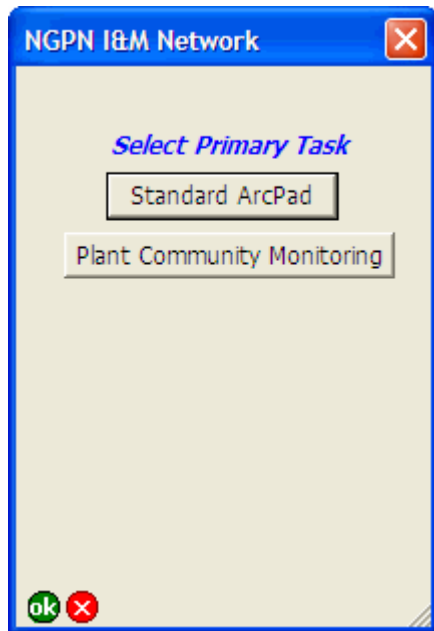 NGPN I&M Network
Select Primary Task
Standard ArcPad
Plant Community Monitoring
ok